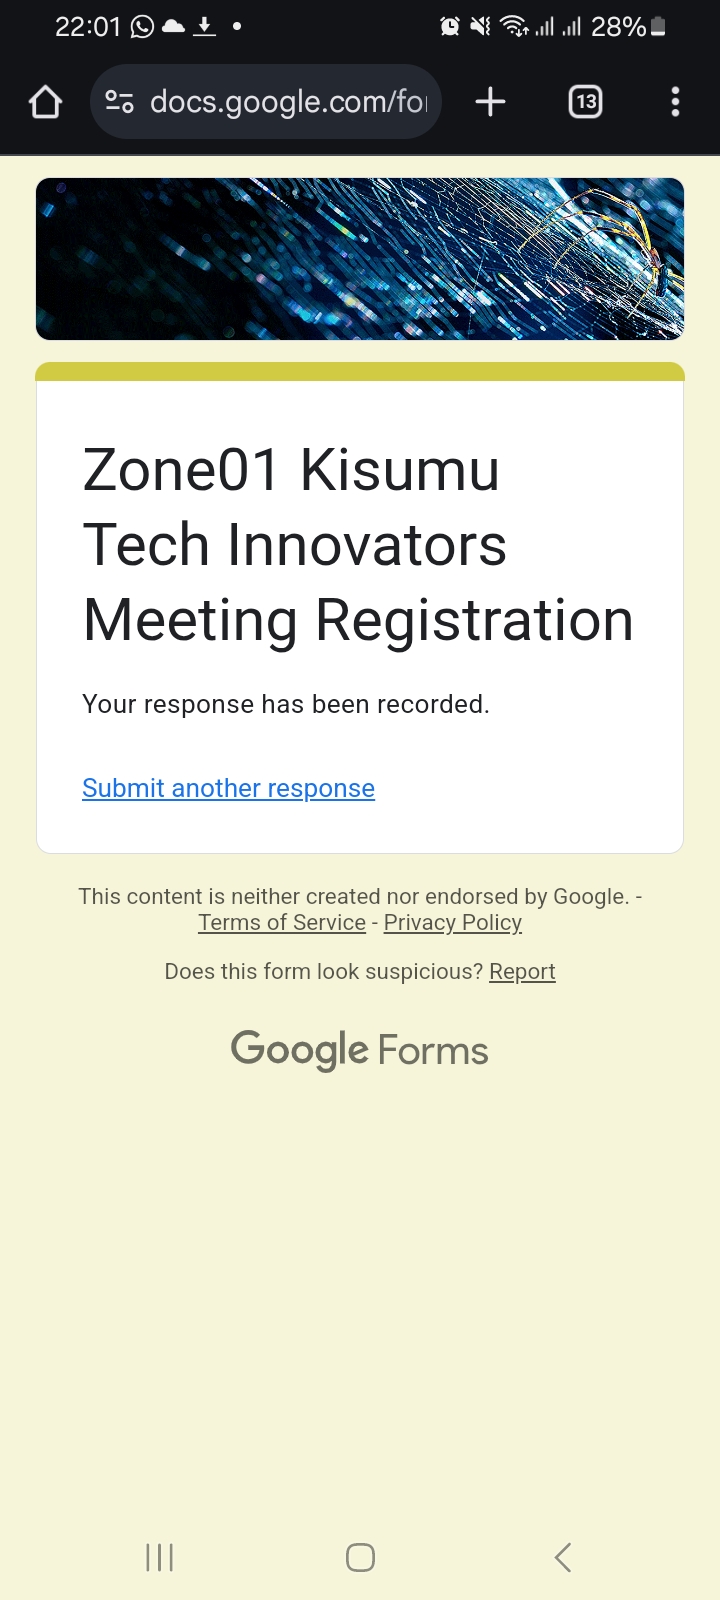 22:01 28%
docs.google.com/for 13
Zone01 Kisumu
Tech Innovators
Meeting Registration
Your response has been recorded.
Submit another response
This content is neither created nor endorsed by Google. -
Terms of Service - Privacy Policy
Does this form look suspicious? Report
Google Forms